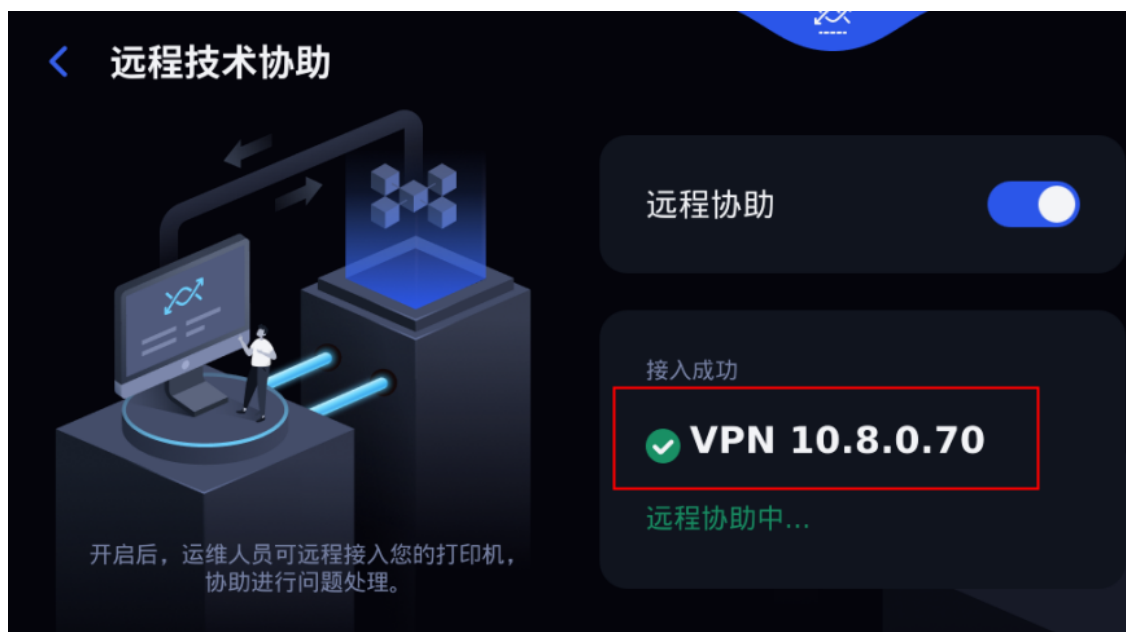 远程技术协助
远程协助
接入成功
VPN 10.8.0.70
远程协助中...
开启后，运维人员可远程接入您的打印机，
协助进行问题处理。